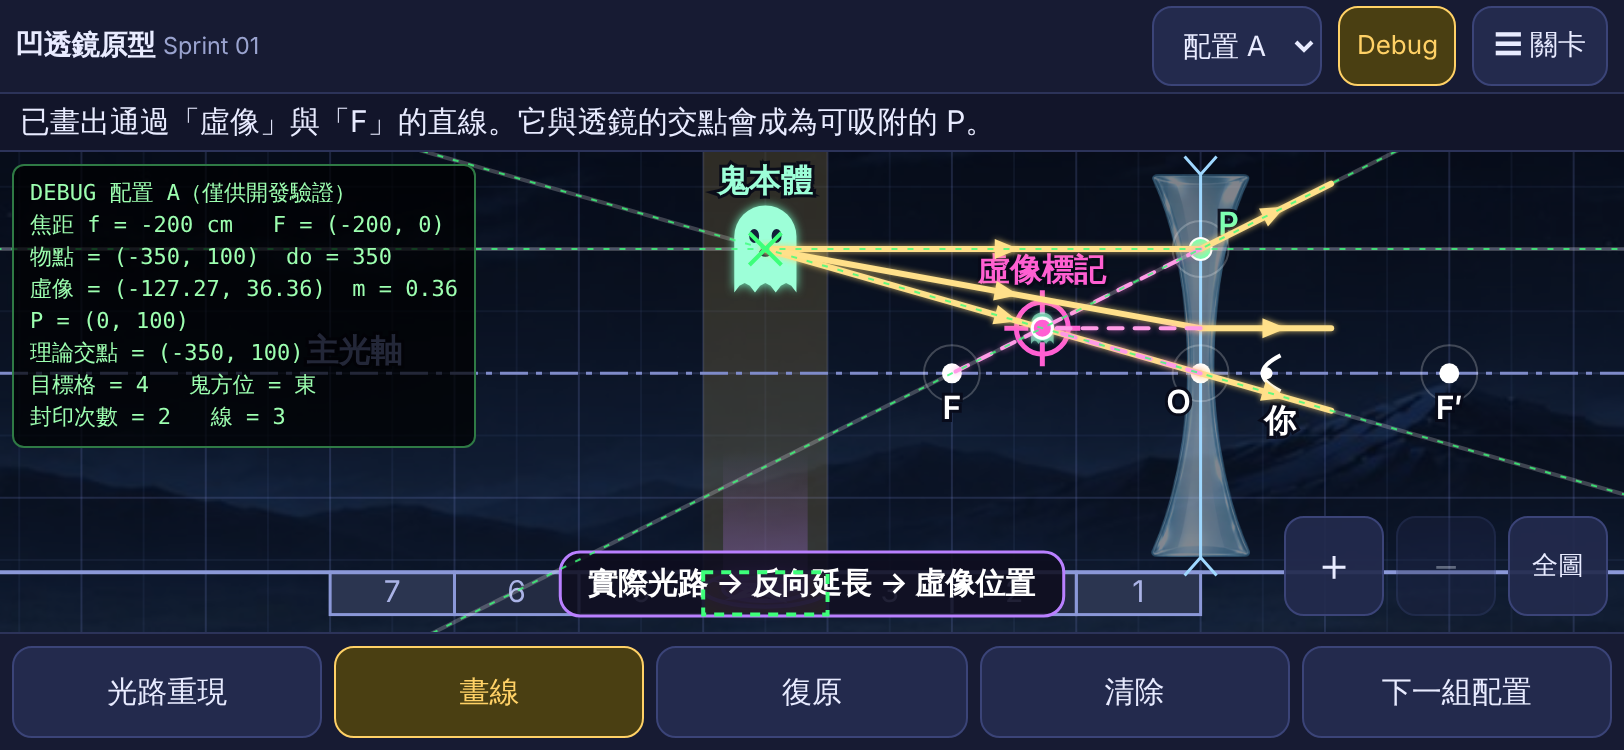 凹透鏡原型 Sprint 01
配置 A
Debug
☰ 關卡
已畫出通過「虛像」與「F」的直線。它與透鏡的交點會成為可吸附的 P。
DEBUG 配置 A（僅供開發驗證）
焦距 f = -200 cm F = (-200, 0)
物點 = (-350, 100) do = 350
虛像 = (-127.27, 36.36) m = 0.36
P = (0, 100)
理論交點 = (-350, 100)
目標格 = 4 鬼方位 = 東
封印次數 = 2 線 = 3
主光軸
鬼本體
虛像標記
P
F
O
你
F′
7
6
1
實際光路 → 反向延長 → 虛像位置
+
−
全圖
光路重現
畫線
復原
清除
下一組配置